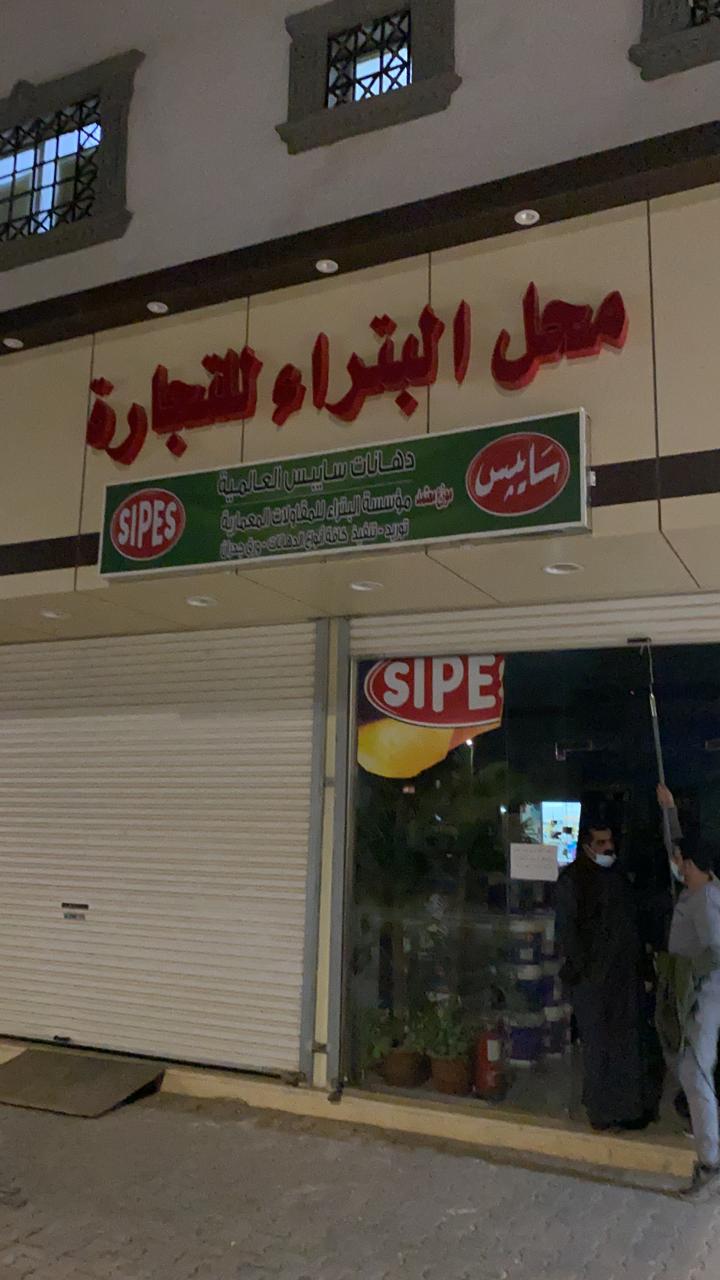 محل البتراء للتجارة
دهانات سايبس العالمية
سايبس
موزع معتمد
مؤسسة البتراء للمقاولات المعمارية
SIPES
توريد - تنفيذ كافة أنواع الدهانات - ورق جدران
SIPES